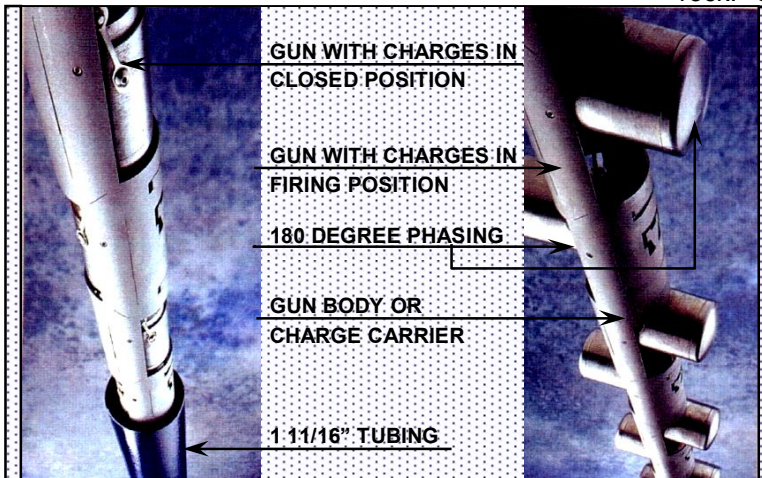 GUN WITH CHARGES IN
CLOSED POSITION
GUN WITH CHARGES IN
FIRING POSITION
180 DEGREE PHASING
GUN BODY OR
CHARGE CARRIER
1 11/16” TUBING